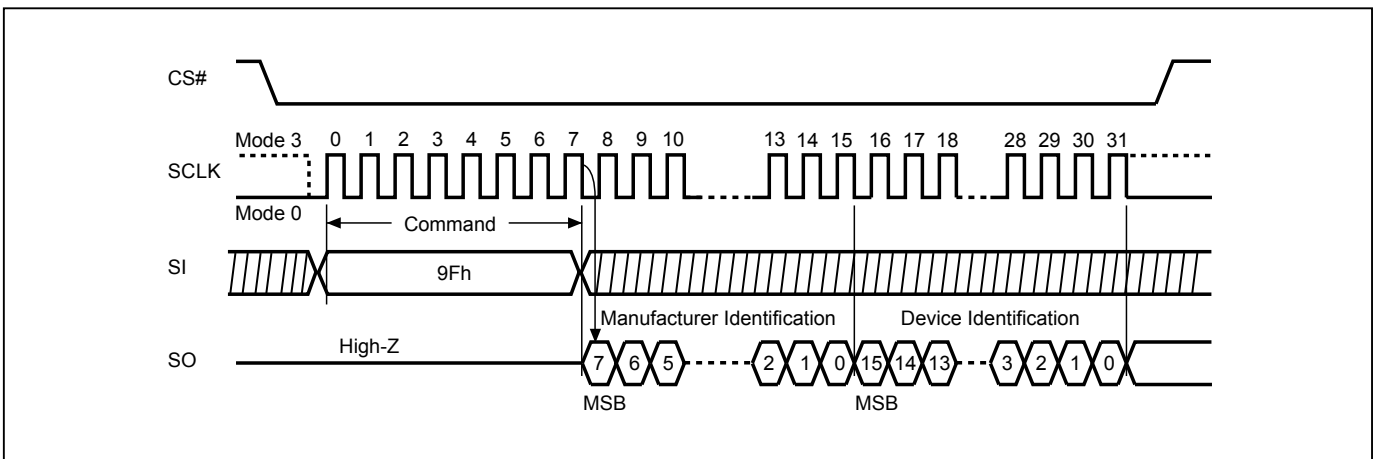 CS#
Mode 3 0 1 2 3 4 5 6 7 8 9 10 13 14 15 16 17 18 28 29 30 31
SCLK
Mode 0
Command
SI 9Fh
Manufacturer Identification Device Identification
High-Z
SO 7 6 5 2 1 0 15 14 13 3 2 1 0
MSB MSB